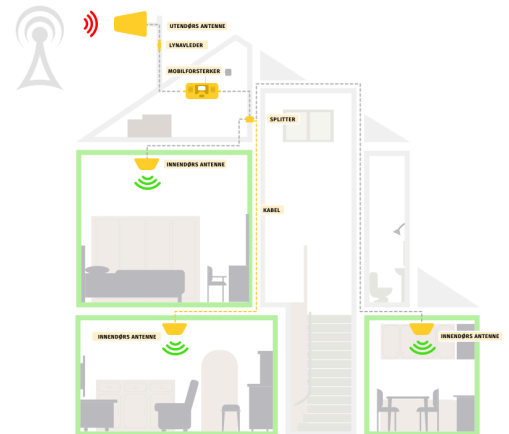 UTENDØRS ANTENNE
LYNAVLEDER
MOBILFORSTERKER
SPLITTER
INNENDØRS ANTENNE
KABEL
INNENDØRS ANTENNE
INNENDØRS ANTENNE